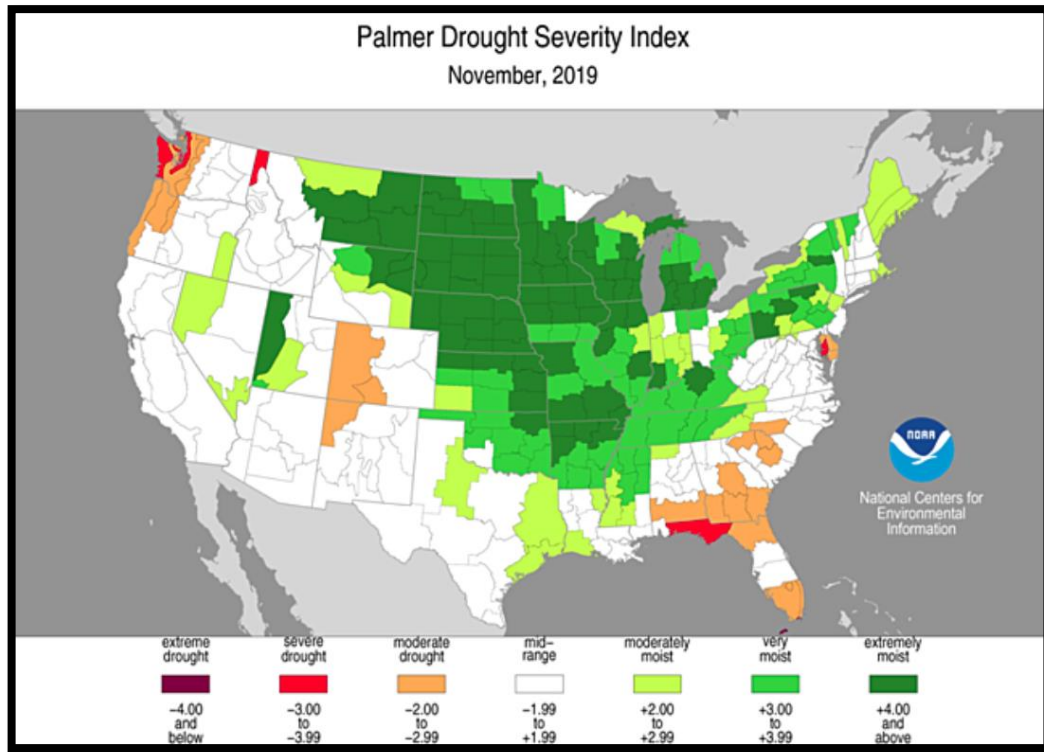 Palmer Drought Severity Index
November, 2019
NOAA
National Centers for
Environmental
Information
extreme
drought
severe
drought
moderate
drought
mid–
range
moderately
moist
very
moist
extremely
moist
−4.00
and
below
−3.00
to
−3.99
−2.00
to
−2.99
−1.99
to
+1.99
+2.00
to
+2.99
+3.00
to
+3.99
+4.00
and
above